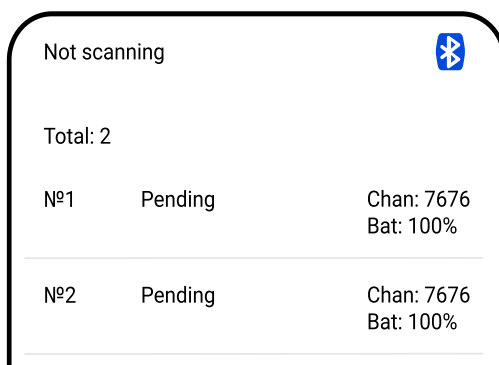 Not scanning
Total: 2
№1 Pending Chan: 7676
Bat: 100%
№2 Pending Chan: 7676
Bat: 100%